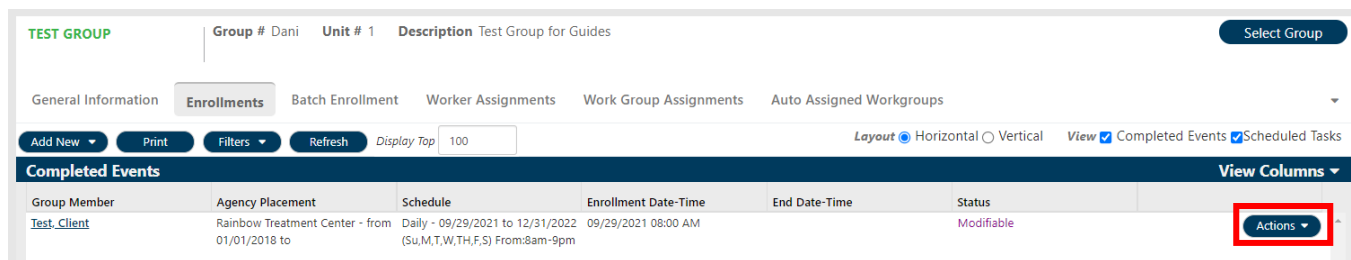 TEST GROUP Group # Dani Unit # 1 Description Test Group for Guides Select Group
General Information Enrollments Batch Enrollment Worker Assignments Work Group Assignments Auto Assigned Workgroups
Add New Print Filters Refresh Display Top 100 Layout Horizontal Vertical View Completed Events Scheduled Tasks
Completed Events View Columns
Group Member Agency Placement Schedule Enrollment Date-Time End Date-Time Status
Test, Client Rainbow Treatment Center - from Daily - 09/29/2021 to 12/31/2022 09/29/2021 08:00 AM Modifiable Actions
01/01/2018 to (Su,M,T,W,TH,F,S) From:8am-9pm